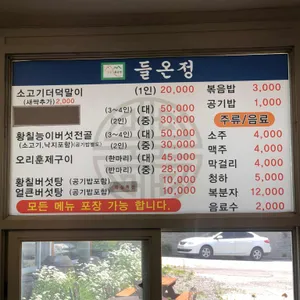 들온정
소고기더덕말이 (1인) 20,000
(새싹추가) 2,000
(3~4인) (대) 50,000
(2인) (중) 30,000
황칠능이버섯전골 (3~4인) (대) 50,000
(소고기,낙지포함) (공기밥별도) (2인) (중) 30,000
오리훈제구이 (한마리) (대) 45,000
(반마리) (중) 28,000
황칠버섯탕 (공기밥포함) 10,000
얼큰버섯탕 (공기밥포함) 10,000
모든 메뉴 포장 가능 합니다.
볶음밥 3,000
공기밥 1,000
주류/음료
소주 4,000
맥주 4,000
막걸리 4,000
청하 5,000
복분자 12,000
음료수 2,000